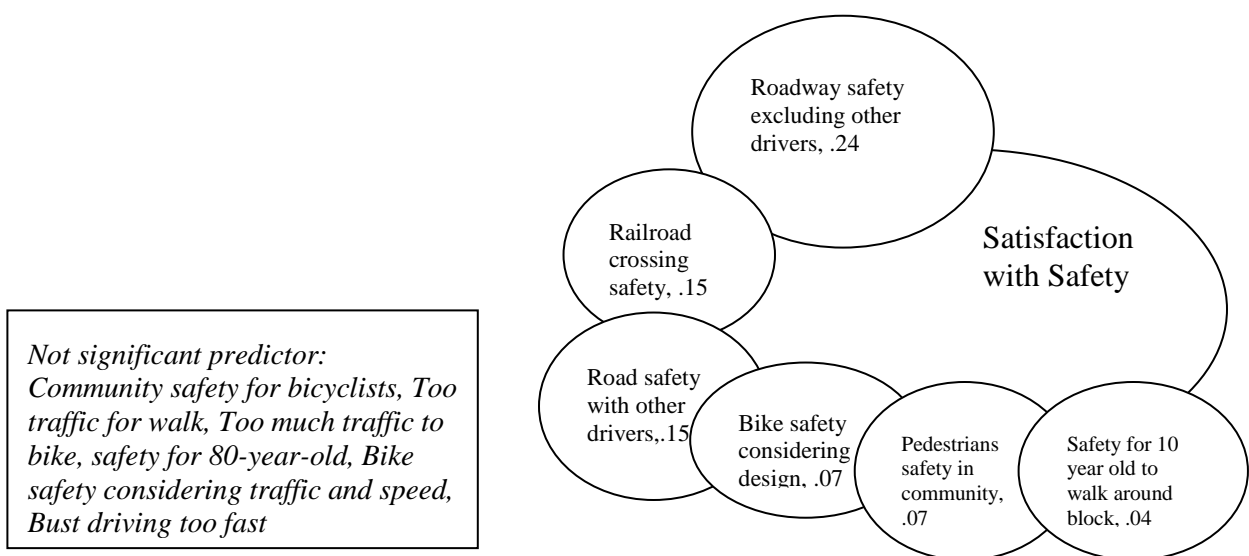 Roadway safety
excluding other
drivers, .24
Satisfaction
with Safety
Railroad
crossing
safety, .15
Not significant predictor:
Community safety for bicyclists, Too
traffic for walk, Too much traffic to
bike, safety for 80-year-old, Bike
safety considering traffic and speed,
Bust driving too fast
Road safety
with other
drivers,.15
Bike safety
considering
design, .07
Pedestrians
safety in
community,
.07
Safety for 10
year old to
walk around
block, .04